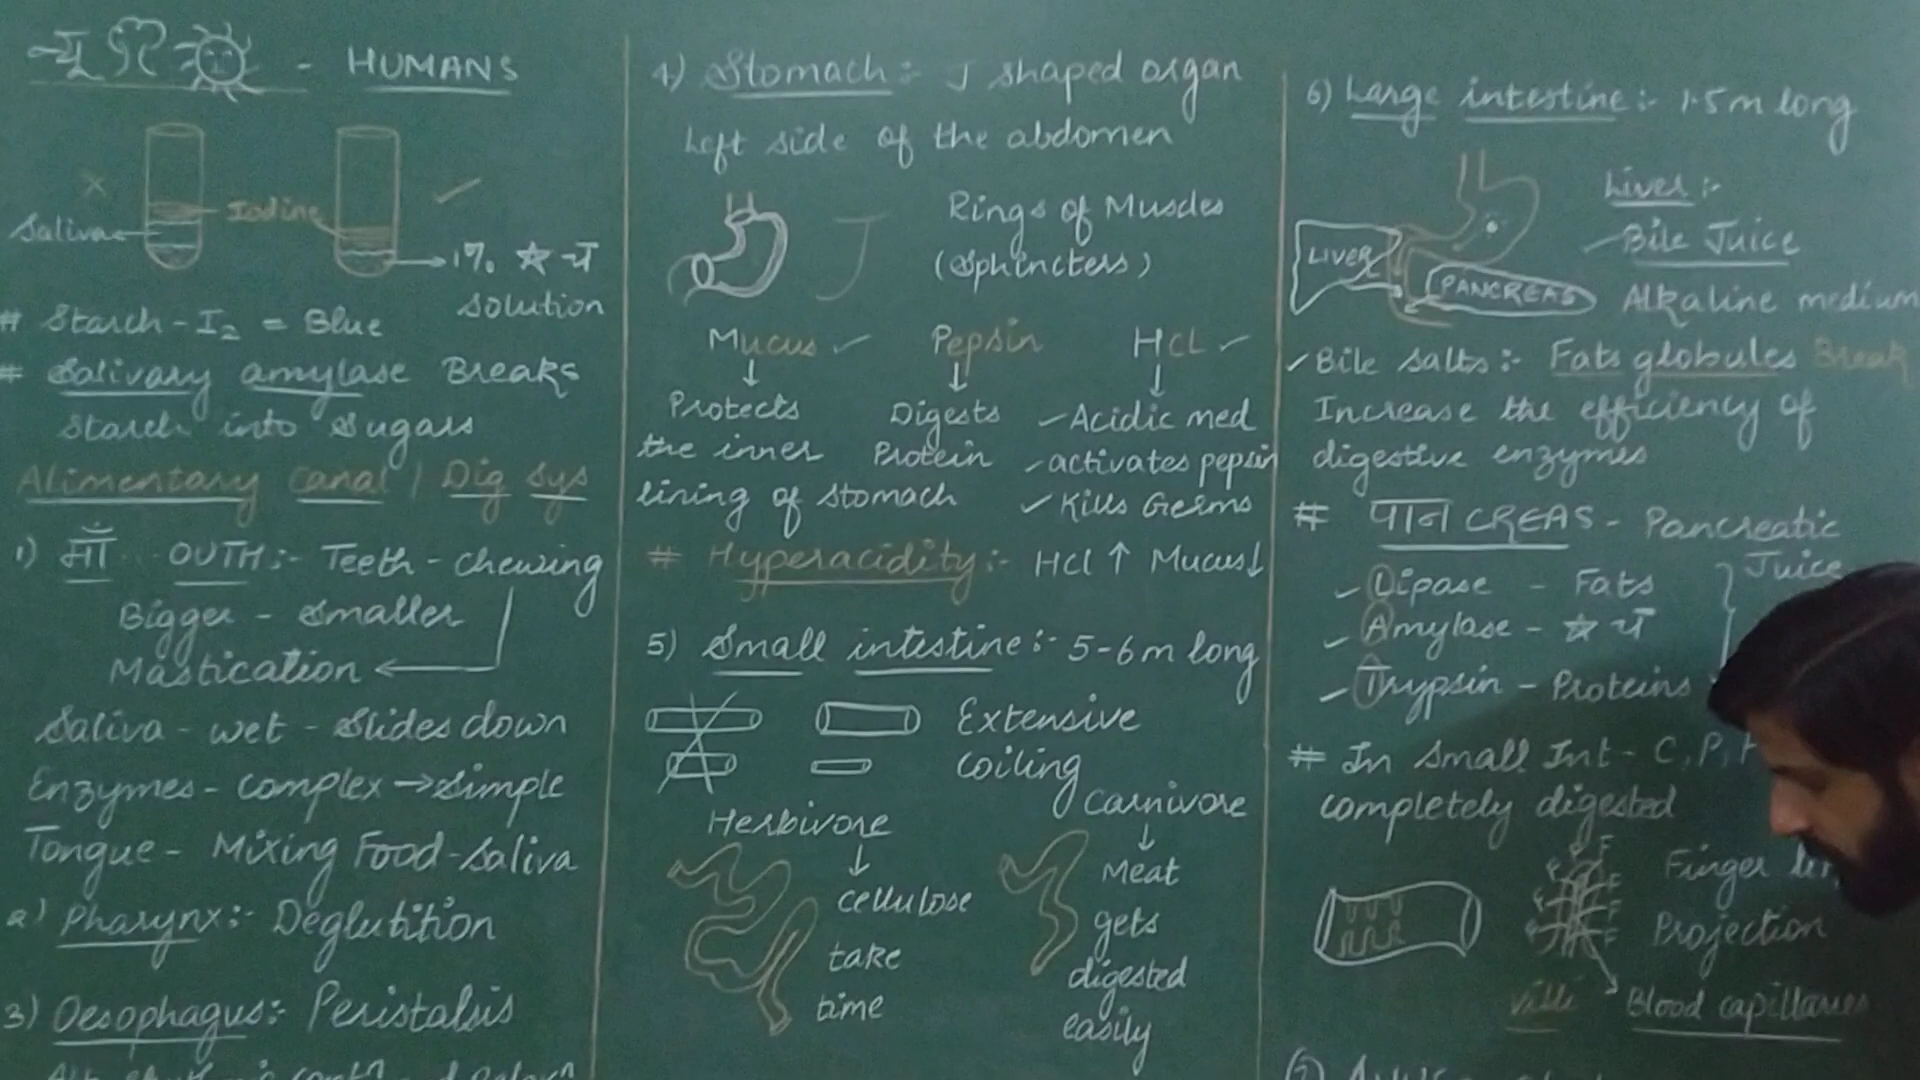 - HUMANS
Saliva
Iodine
1% ☆र्च
solution
# Starch - I₂ = Blue
# Salivary amylase Breaks
Starch into Sugars
Alimentary Canal / Dig Sys
1) माँ OUTH :- Teeth - chewing
Bigger - Smaller
Mastication ←
Saliva - wet - Slides down
Enzymes - Complex → Simple
Tongue - Mixing Food - Saliva
2) Pharynx :- Deglutition
3) Oesophagus :- Peristalsis
4) Stomach :- J shaped organ
Left side of the abdomen
J
Rings of Muscles
(Sphincters)
Mucus ✓ Pepsin HCL ✓
↓ ↓ ↓
Protects Digests ✓ Acidic med
the inner Protein ✓ activates pepsin
lining of stomach ✓ Kills Germs
# Hyperacidity :- HCl ↑ Mucus ↓
5) Small intestine :- 5-6 m long
Extensive
coiling
Herbivore
↓
cellulose
take
time
Carnivore
↓
Meat
gets
digested
easily
6) Large intestine :- 1.5 m long
LIVER
PANCREAS
Liver :-
Bile Juice
Alkaline medium
✓ Bile salts :- Fats globules Break
Increase the efficiency of
digestive enzymes
# पान CREAS - Pancreatic
Juice
✓ Lipase - Fats
✓ Amylase - ☆र्च
✓ Trypsin - Proteins
# In Small Int - C, P,
completely digested
F
F F
F F
F F
F F
Finger
Projection
villi
Blood capillaries